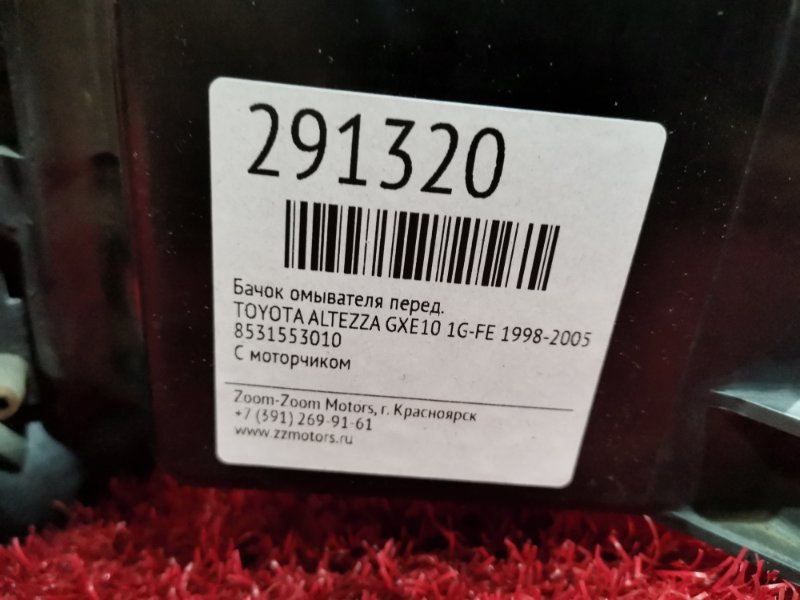 291320
Бачок омывателя перед.
TOYOTA ALTEZZA GXE10 1G-FE 1998-2005
8531553010
С моторчиком
Zoom-Zoom Motors, г. Красноярск
+7 (391) 269-91-61
www.zzmotors.ru